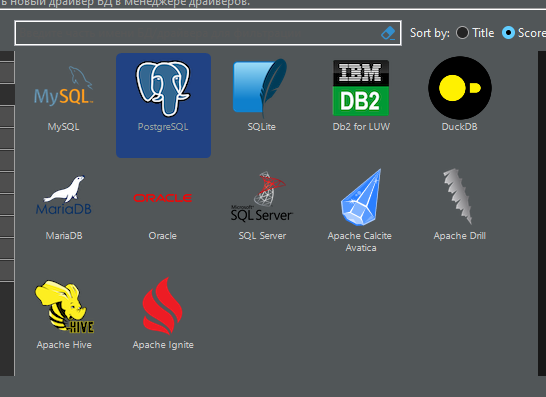 ь новый драйвер БД в менеджере драйверов.
Sort by: Title Score
MySQL
IBM
DB2
MySQL PostgreSQL SQLite Db2 for LUW DuckDB
MariaDB ORACLE Microsoft SQL Server
MariaDB Oracle SQL Server Apache Calcite Avatica Apache Drill
HIVE
Apache Hive Apache Ignite